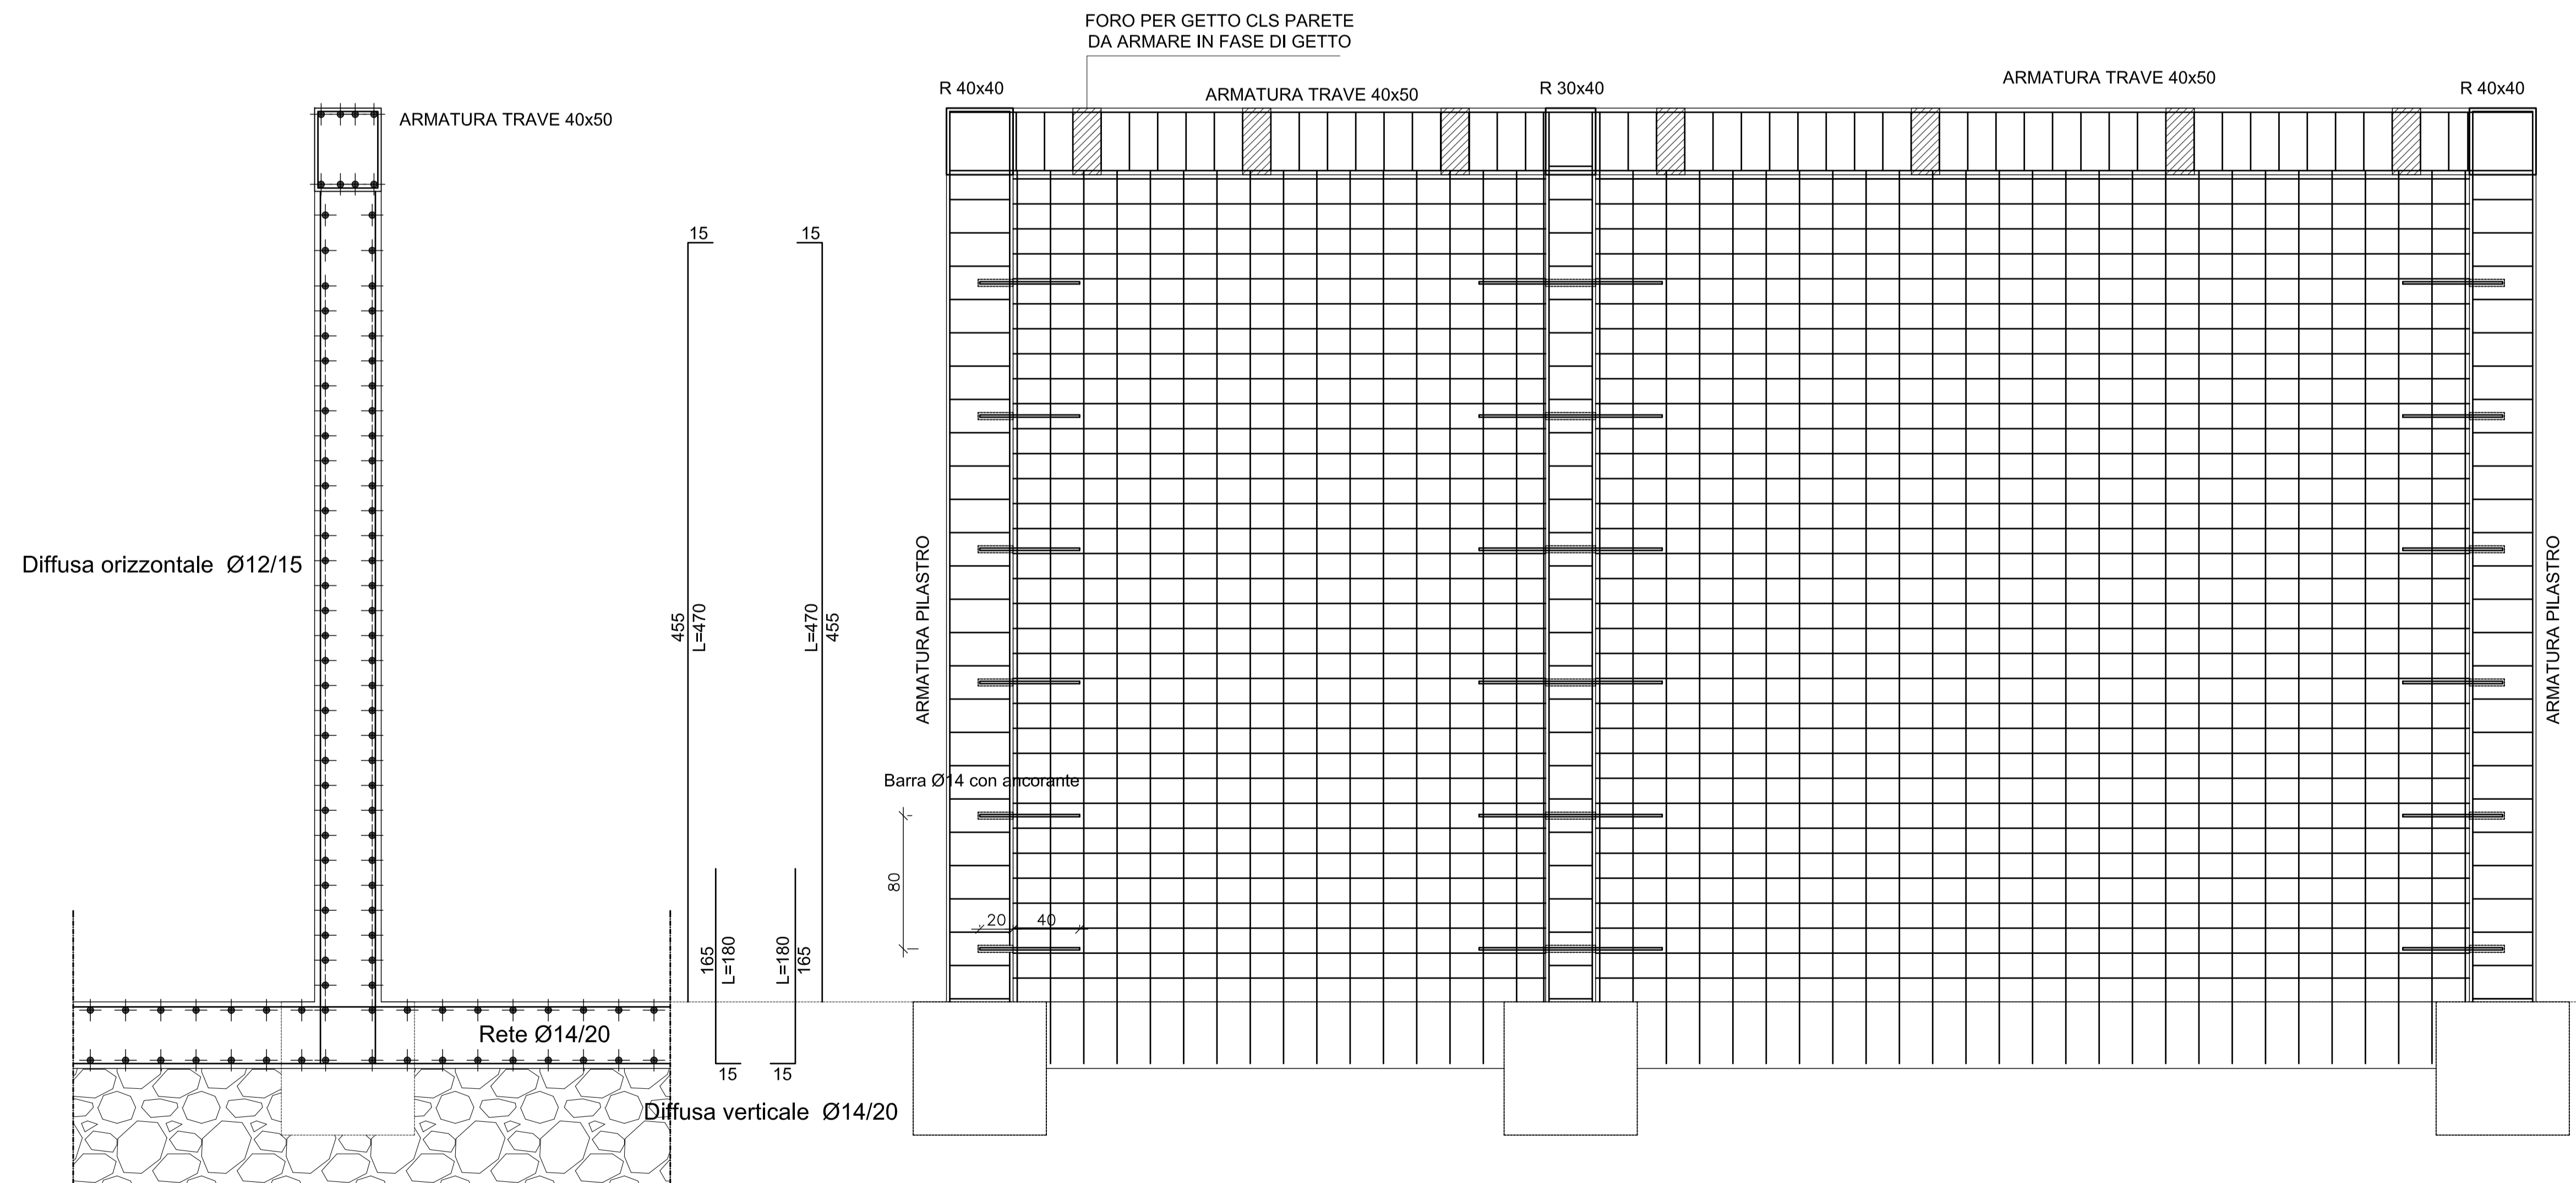 FORO PER GETTO CLS PARETE
DA ARMARE IN FASE DI GETTO
ARMATURA TRAVE 40x50
R 40x40
ARMATURA TRAVE 40x50
R 30x40
ARMATURA TRAVE 40x50
R 40x40
15
15
Diffusa orizzontale Ø12/15
455
L=470
L=470
455
ARMATURA PILASTRO
ARMATURA PILASTRO
Barra Ø14 con ancorante
80
20
40
165
L=180
L=180
165
Rete Ø14/20
15
15
Diffusa verticale Ø14/20